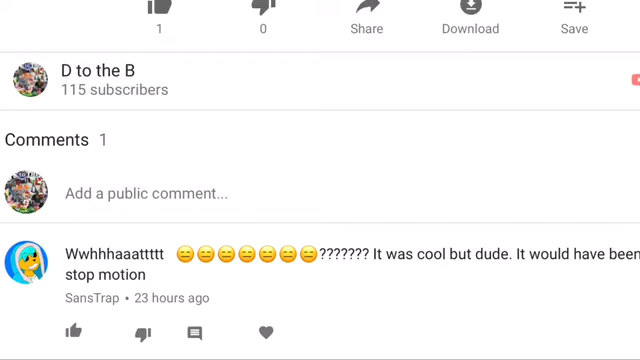 1 0 Share Download Save
D to the B
115 subscribers
Comments 1
Add a public comment...
Wwhhhaaattttt 😑😑😑😑😑😑😑??????? It was cool but dude. It would have been
stop motion
SansTrap • 23 hours ago